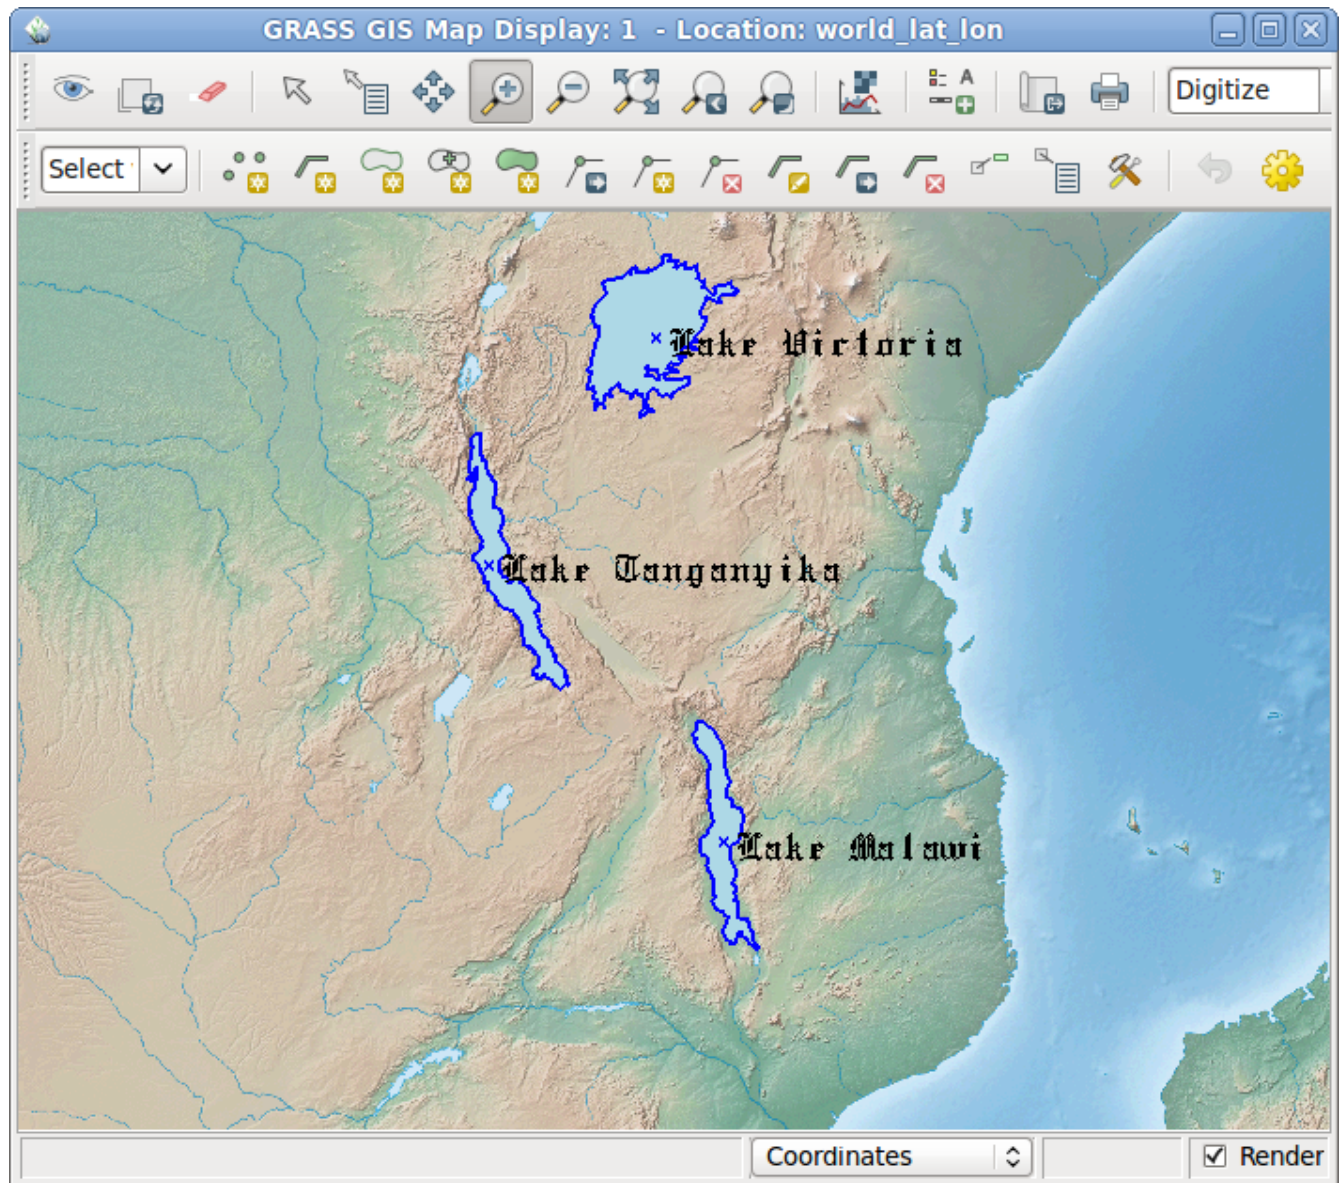 GRASS GIS Map Display: 1 - Location: world_lat_lon
Digitize
Select
Lake Victoria
Lake Tanganyika
Lake Malawi
Coordinates
Render